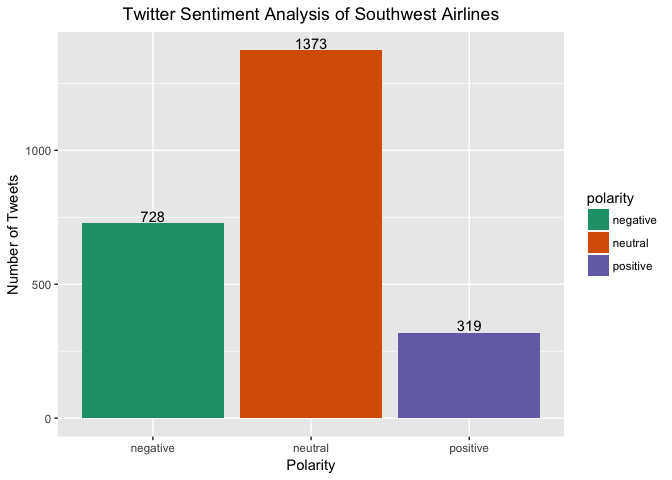 Twitter Sentiment Analysis of Southwest Airlines
1373
1000
728
500
319
0
Number of Tweets
negative
neutral
positive
Polarity
polarity
negative
neutral
positive